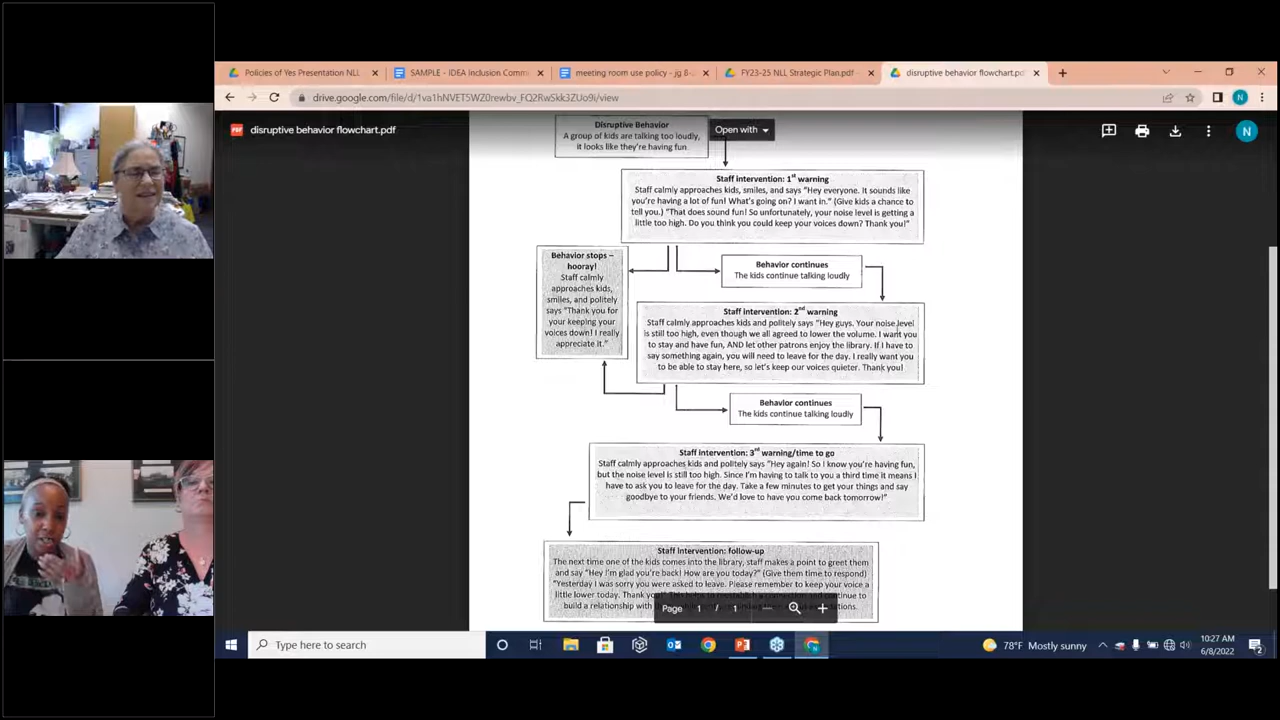 Policies of Yes Presentation NLL
SAMPLE - IDEA Inclusion Comm
meeting room use policy - jg 8-
FY23-25 NLL Strategic Plan.pdf
disruptive behavior flowchart.pd
drive.google.com/file/d/
/view
N
PDF
disruptive behavior flowchart.pdf
Open with
N
Disruptive Behavior
A group of kids are talking too loudly,
it looks like they're having fun
Staff intervention: 1st warning
Staff calmly approaches kids, smiles, and says "Hey everyone. It sounds like
you're having a lot of fun! What's going on? I want in." (Give kids a chance to
tell you.) "That does sound fun! So unfortunately, your noise level is getting a
little too high. Do you think you could keep your voices down? Thank you!"
Behavior stops –
hooray!
Staff calmly
approaches kids,
smiles, and politely
says "Thank you for
your keeping your
voices down! I really
appreciate it."
Behavior continues
The kids continue talking loudly
Staff intervention: 2nd warning
Staff calmly approaches kids and politely says "Hey guys. Your noise level
is still too high, even though we all agreed to lower the volume. I want you
to stay and have fun, AND let other patrons enjoy the library. If I have to
say something again, you will need to leave for the day. I really want you
to be able to stay here, so let's keep our voices quieter. Thank you!
Behavior continues
The kids continue talking loudly
Staff intervention: 3rd warning/time to go
Staff calmly approaches kids and politely says "Hey again! So I know you're having fun,
but the noise level is still too high. Since I'm having to talk to you a third time it means I
have to ask you to leave for the day. Take a few minutes to get your things and say
goodbye to your friends. We'd love to have you come back tomorrow!"
Staff Intervention: follow-up
The next time one of the kids comes into the library, staff makes a point to greet them
and say "Hey I'm glad you're back! How are you today?" (Give them time to respond)
"Yesterday I was sorry you were asked to leave. Please remember to keep your voice a
little lower today. Thank you!" This helps to reestablish a connection and continue to
build a relationship with
Page 1 / 1
Type here to search
78°F Mostly sunny
10:27 AM
6/8/2022
2